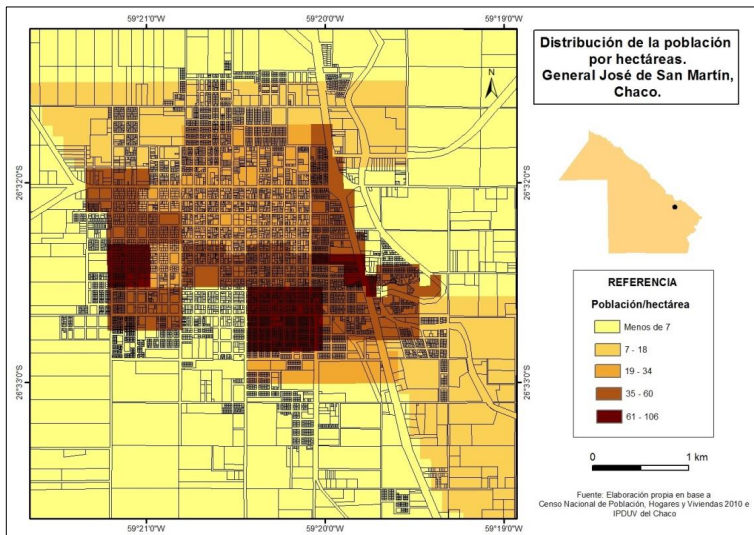 59°21'0"W
59°20'0"W
59°19'0"W
26°32'0"S
26°33'0"S
26°32'0"S
26°33'0"S
59°21'0"W
59°20'0"W
59°19'0"W
N
Distribución de la población
por hectáreas.
General José de San Martín,
Chaco.
REFERENCIA
Población/hectárea
Menos de 7
7 - 18
19 - 34
35 - 60
61 - 106
0 1 km
Fuente: Elaboración propia en base a
Censo Nacional de Población, Hogares y Viviendas 2010 e
IPDUV del Chaco